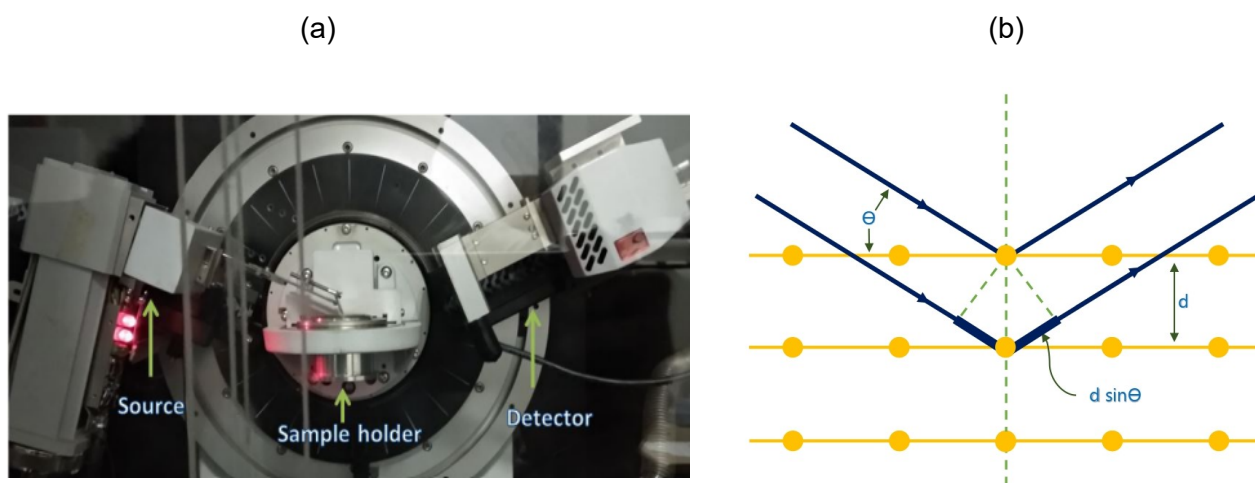 (a)
(b)
Source
Sample holder
Detector
ϴ
d
d sinϴ